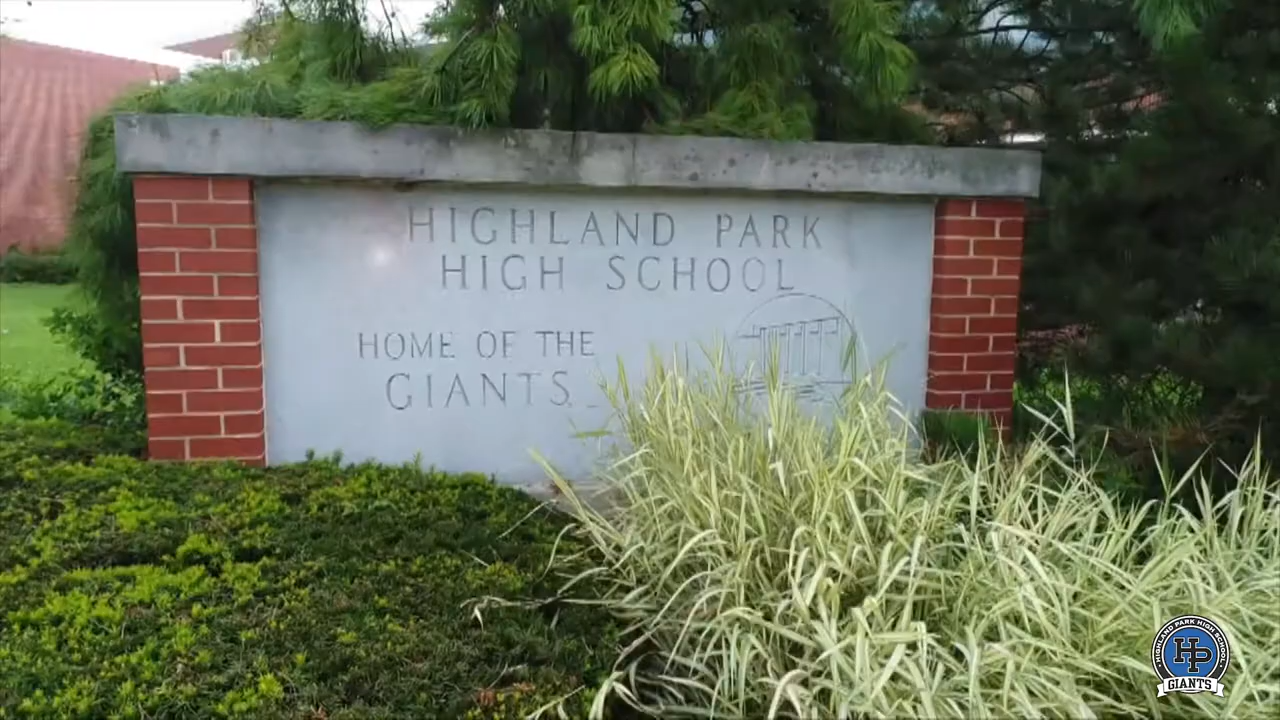 HIGHLAND PARK
HIGH SCHOOL
HOME OF THE
GIANTS
HIGHLAND PARK HIGH SCHOOL
HP
GIANTS